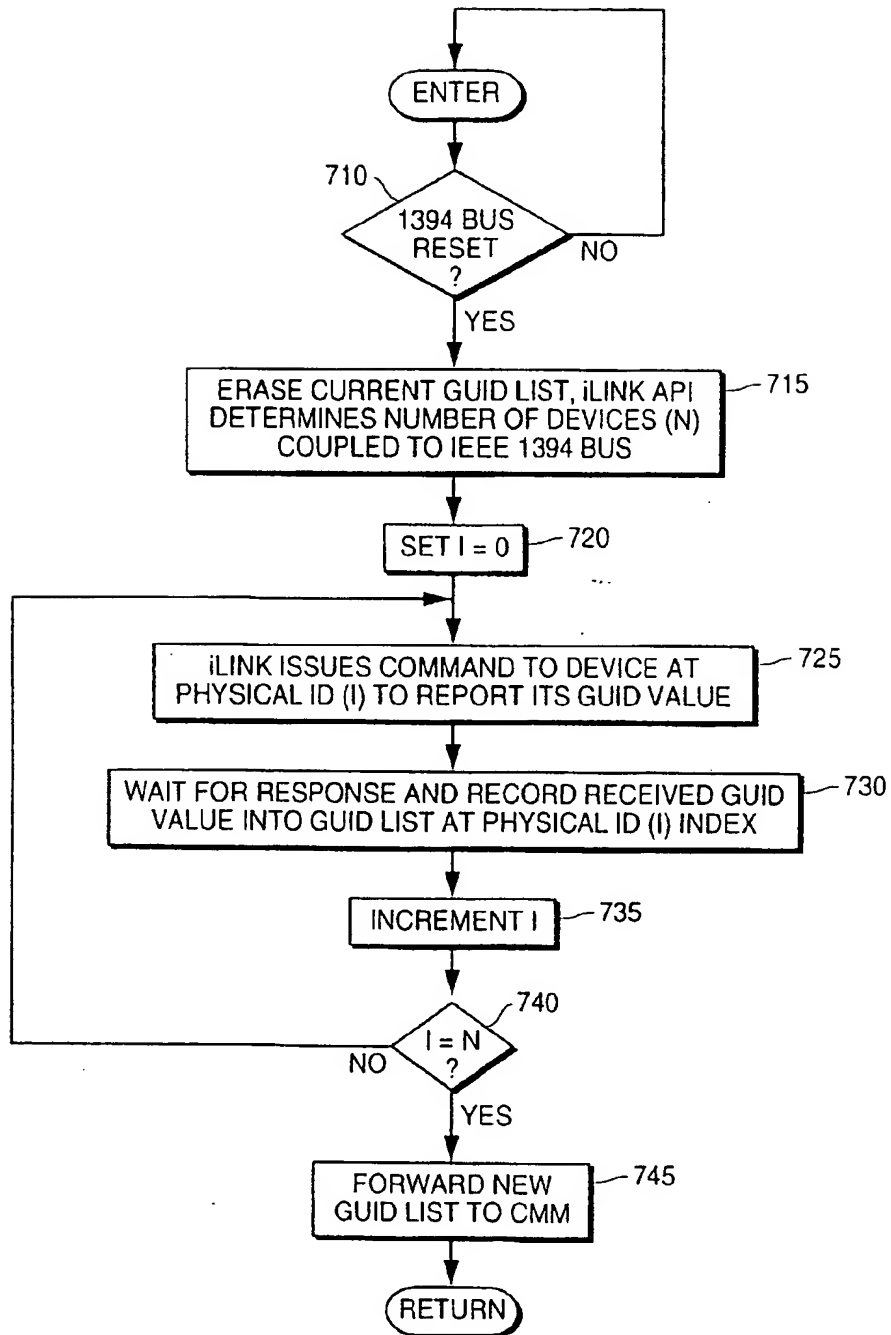 ENTER
710
1394 BUS
RESET
?
NO
YES
ERASE CURRENT GUID LIST, iLINK API
DETERMINES NUMBER OF DEVICES (N)
COUPLED TO IEEE 1394 BUS
715
SET I = 0
720
iLINK ISSUES COMMAND TO DEVICE AT
PHYSICAL ID (I) TO REPORT ITS GUID VALUE
725
WAIT FOR RESPONSE AND RECORD RECEIVED GUID
VALUE INTO GUID LIST AT PHYSICAL ID (I) INDEX
730
INCREMENT I
735
740
I = N
?
NO
YES
FORWARD NEW
GUID LIST TO CMM
745
RETURN